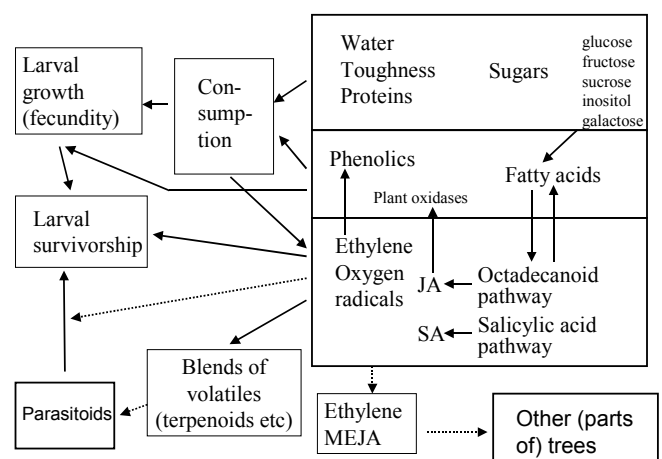 Larval
growth
(fecundity)
Con-
sump-
tion
Water
Toughness
Proteins
Sugars
glucose
fructose
sucrose
inositol
galactose
Phenolics
Plant oxidases
Fatty acids
Larval
survivorship
Ethylene
Oxygen
radicals
JA
Octadecanoid
pathway
SA
Salicylic acid
pathway
Parasitoids
Blends of
volatiles
(terpenoids etc)
Ethylene
MEJA
Other (parts
of) trees